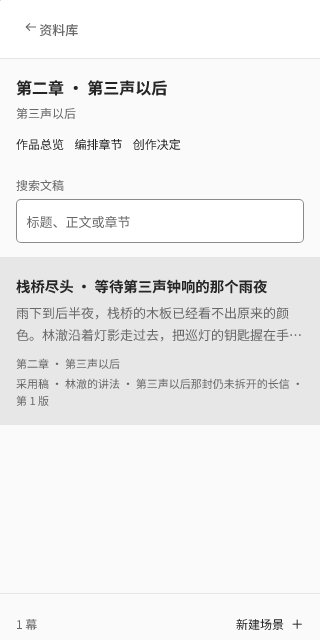 ← 资料库
第二章 · 第三声以后
第三声以后
作品总览 编排章节 创作决定
搜索文稿
标题、正文或章节
栈桥尽头 · 等待第三声钟响的那个雨夜
雨下到后半夜，栈桥的木板已经看不出原来的颜
色。林澈沿着灯影走过去，把巡灯的钥匙握在手…
第二章 · 第三声以后
采用稿 · 林澈的讲法 · 第三声以后那封仍未拆开的长信 ·
第 1 版
1 幕
新建场景 +